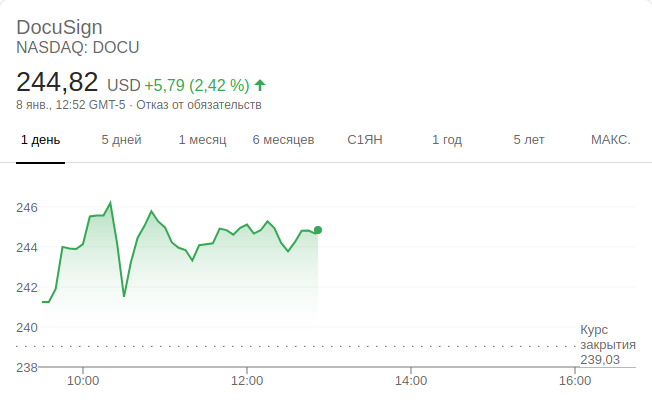 DocuSign
NASDAQ: DOCU
244,82 USD +5,79 (2,42 %)
8 янв., 12:52 GMT-5 · Отказ от обязательств
1 день 5 дней 1 месяц 6 месяцев С1ЯН 1 год 5 лет МАКС.
246
244
242
240
Курс
закрытия
239,03
238
10:00 12:00 14:00 16:00